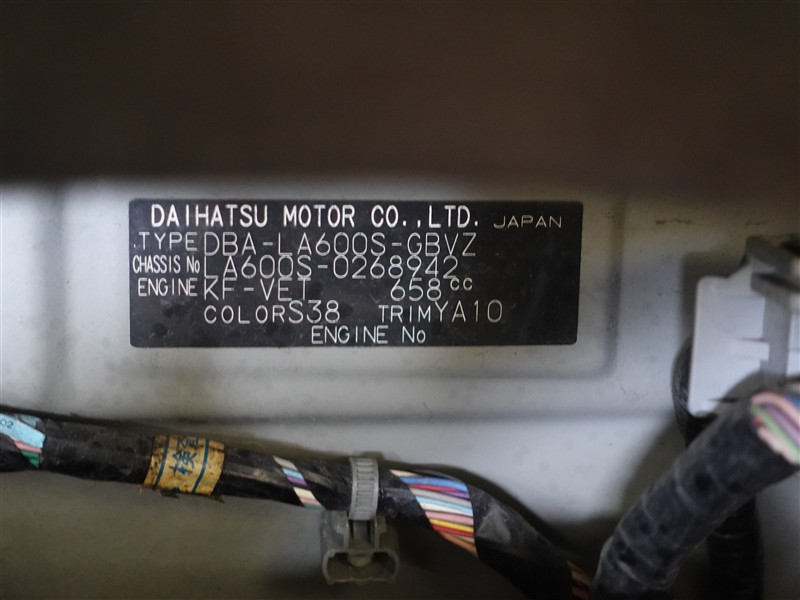 DAIHATSU MOTOR CO.,LTD. JAPAN
TYPE DBA-LA600S-GBVZ
CHASSIS No LA600S-0268942
ENGINE KF-VET 658cc
COLOR S38 TRIM YA10
ENGINE No